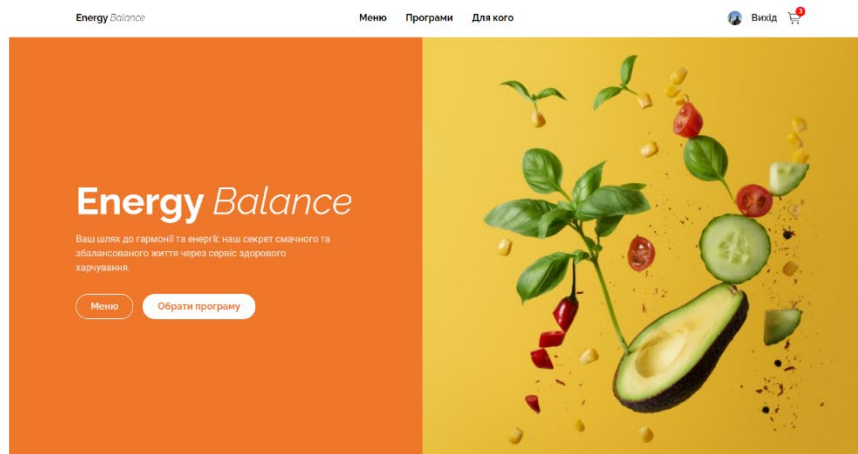 Energy Balance
Меню Програми Для кого
Вихід 3
Energy Balance
Ваш шлях до гармонії та енергії: наш секрет смачного та
збалансованого життя через сервіс здорового
харчування.
Меню Обрати програму